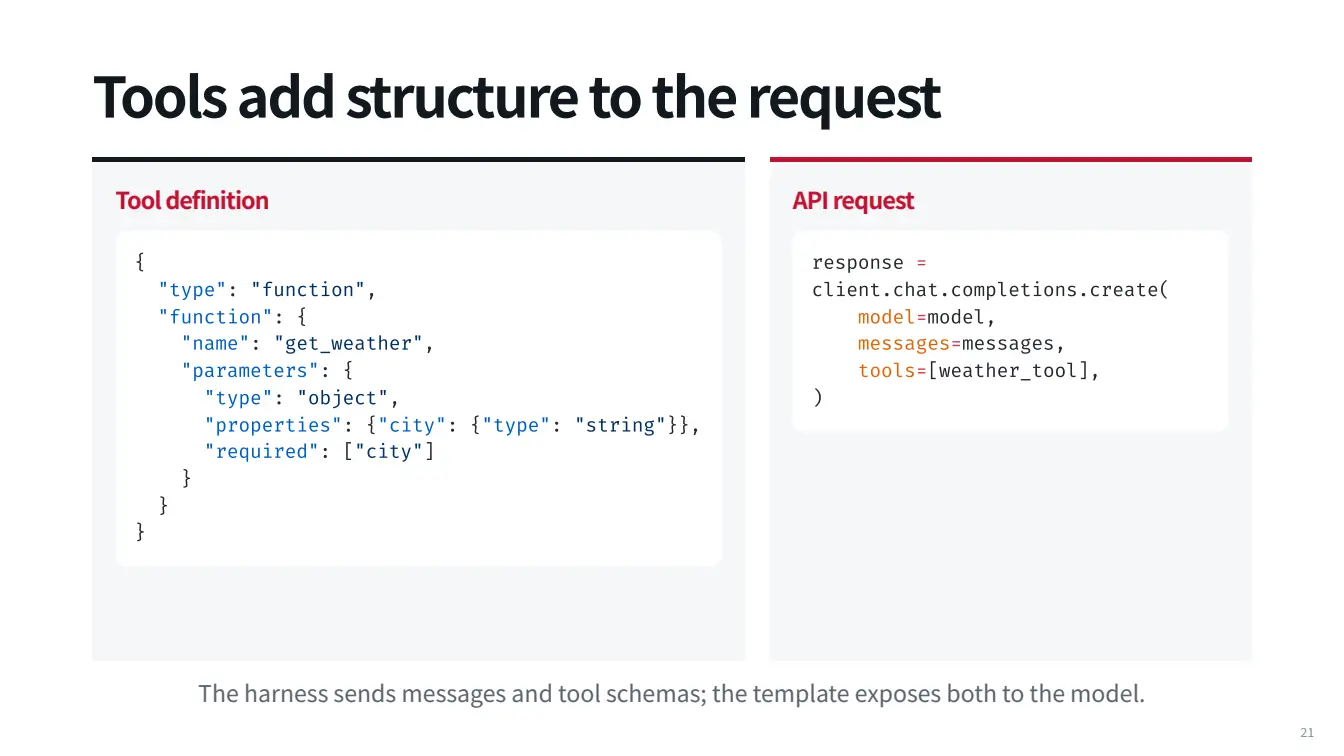 Tools add structure to the request
Tool definition
{
  "type": "function",
  "function": {
    "name": "get_weather",
    "parameters": {
      "type": "object",
      "properties": {"city": {"type": "string"}},
      "required": ["city"]
    }
  }
}
API request
response =
client.chat.completions.create(
    model=model,
    messages=messages,
    tools=[weather_tool],
)
The harness sends messages and tool schemas; the template exposes both to the model.
21